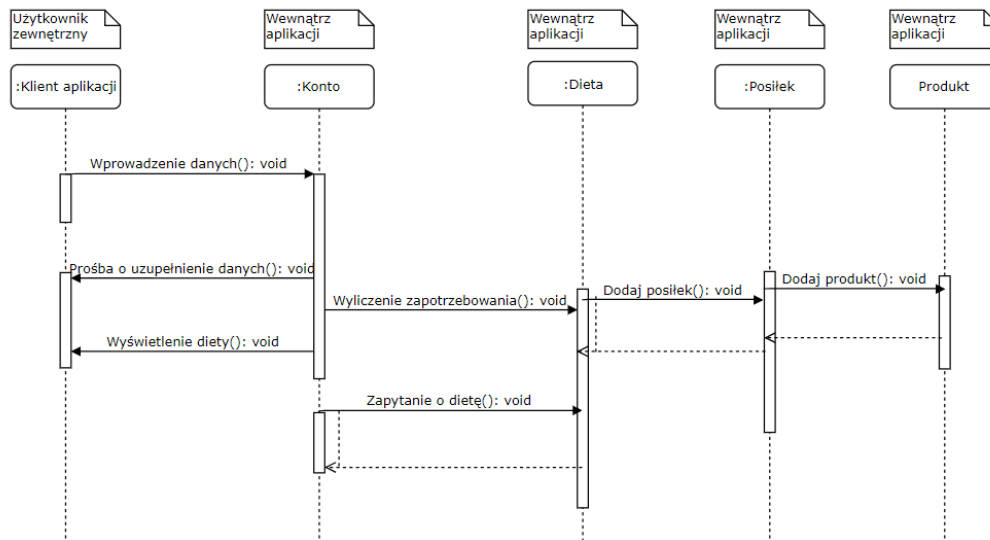 Użytkownik
zewnętrzny
Wewnątrz
aplikacji
Wewnątrz
aplikacji
Wewnątrz
aplikacji
Wewnątrz
aplikacji
:Klient aplikacji
:Konto
:Dieta
:Posiłek
Produkt
Wprowadzenie danych(): void
Prośba o uzupełnienie danych(): void
Dodaj produkt(): void
Wyliczenie zapotrzebowania(): void
Dodaj posiłek(): void
Wyświetlenie diety(): void
Zapytanie o dietę(): void